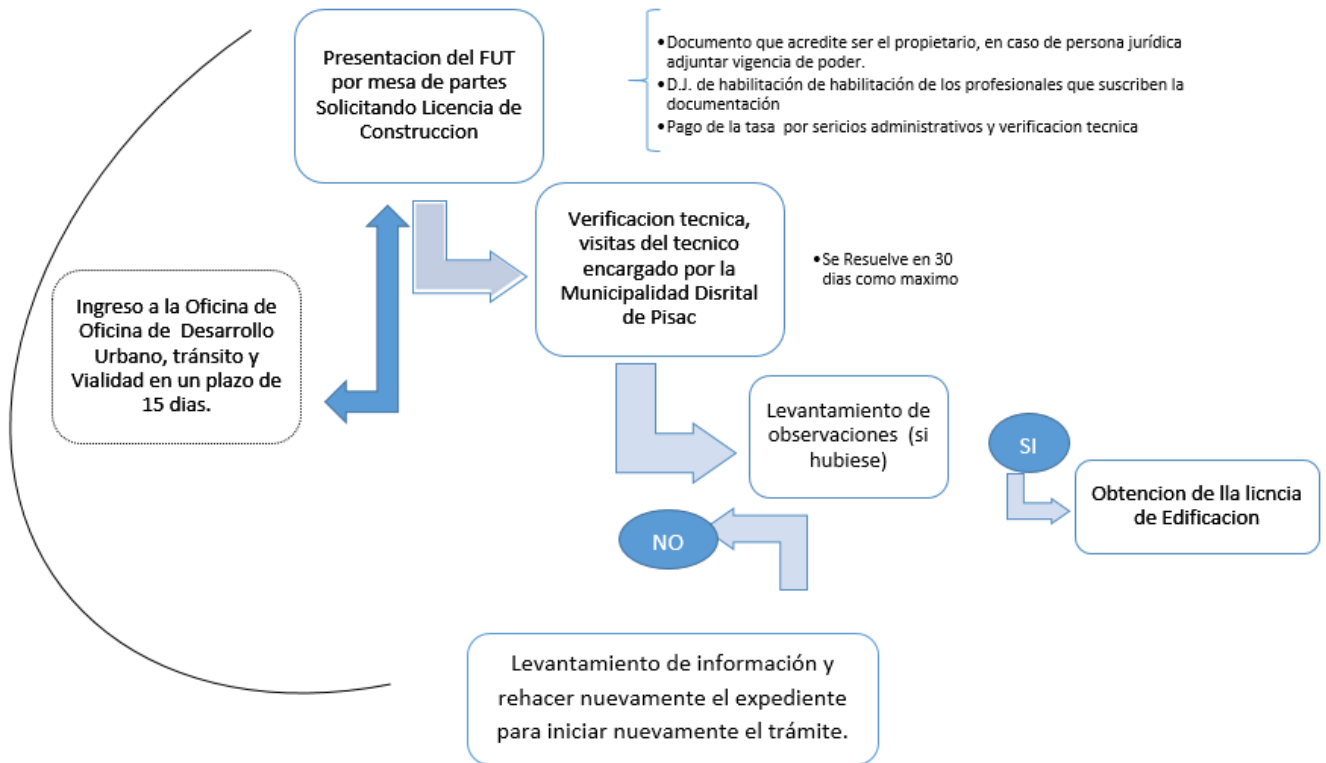 Presentacion del FUT
por mesa de partes
Solicitando Licencia de
Construccion
•Documento que acredite ser el propietario, en caso de persona jurídica
adjuntar vigencia de poder.
•D.J. de habilitación de habilitación de los profesionales que suscriben la
documentación
•Pago de la tasa por sericios administrativos y verificacion tecnica
Ingreso a la Oficina de
Oficina de Desarrollo
Urbano, tránsito y
Vialidad en un plazo de
15 dias.
Verificacion tecnica,
visitas del tecnico
encargado por la
Municipalidad Disrital
de Pisac
•Se Resuelve en 30
dias como maximo
Levantamiento de
observaciones (si
hubiese)
SI
Obtencion de lla licncia
de Edificacion
NO
Levantamiento de información y
rehacer nuevamente el expediente
para iniciar nuevamente el trámite.